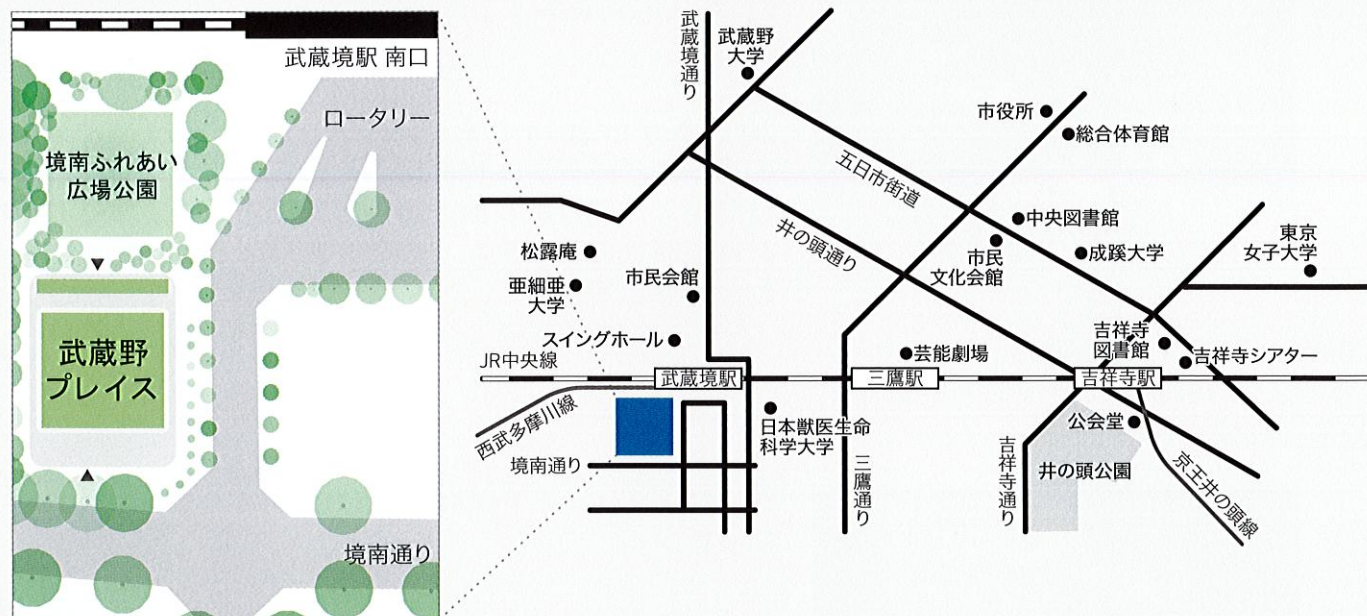 武蔵境駅 南口
ロータリー
境南ふれあい
広場公園
武蔵野
プレイス
境南通り
武蔵境通り
武蔵野
大学
市役所
総合体育館
五日市街道
井の頭通り
中央図書館
市民
文化会館
成蹊大学
東京
女子大学
松露庵
亜細亜
大学
市民会館
スイングホール
JR中央線
武蔵境駅
三鷹駅
芸能劇場
吉祥寺
図書館
吉祥寺シアター
吉祥寺駅
西武多摩川線
境南通り
日本獣医生命
科学大学
三鷹通り
吉祥寺通り
公会堂
井の頭公園
京王井の頭線